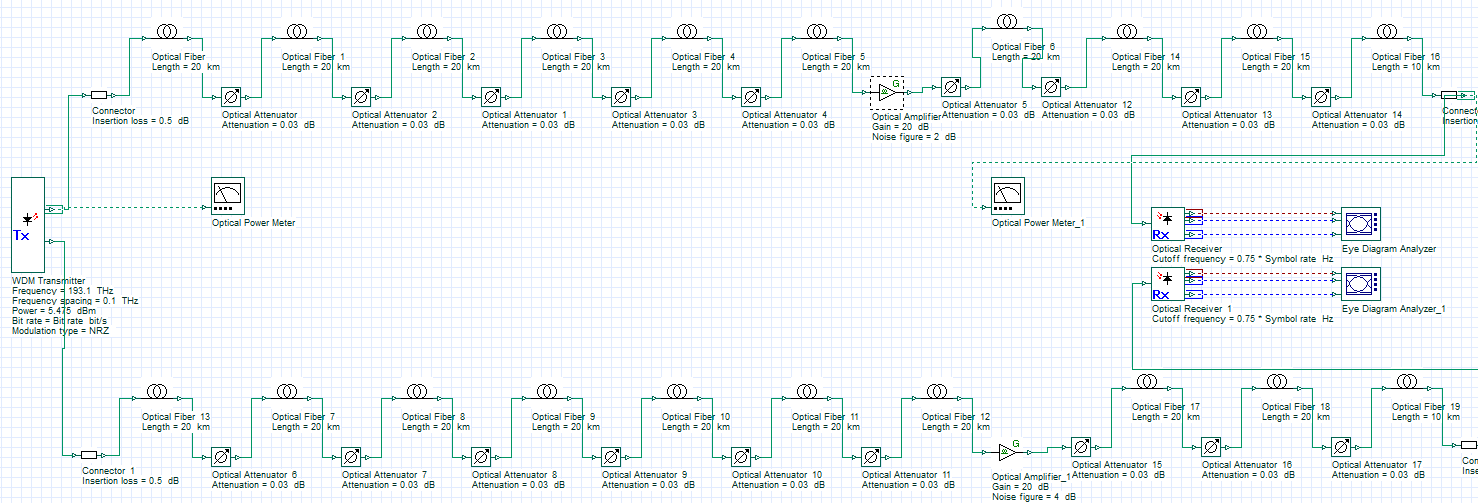 Optical Fiber
Length = 20 km
Optical Fiber 1
Length = 20 km
Optical Fiber 2
Length = 20 km
Optical Fiber 3
Length = 20 km
Optical Fiber 4
Length = 20 km
Optical Fiber 5
Length = 20 km
Optical Fiber 6
Length = 20 km
Optical Fiber 14
Length = 20 km
Optical Fiber 15
Length = 20 km
Optical Fiber 16
Length = 10 km
Connector
Insertion loss = 0.5 dB
Optical Attenuator
Attenuation = 0.03 dB
Optical Attenuator 2
Attenuation = 0.03 dB
Optical Attenuator 1
Attenuation = 0.03 dB
Optical Attenuator 3
Attenuation = 0.03 dB
Optical Attenuator 4
Attenuation = 0.03 dB
G
Optical Amplifier
Gain = 20 dB
Noise figure = 2 dB
Optical Attenuator 5
Attenuation = 0.03 dB
Optical Attenuator 12
Attenuation = 0.03 dB
Optical Attenuator 13
Attenuation = 0.03 dB
Optical Attenuator 14
Attenuation = 0.03 dB
Connect
Insertion
Tx
WDM Transmitter
Frequency = 193.1 THz
Frequency spacing = 0.1 THz
Power = 5.475 dBm
Bit rate = Bit rate bit/s
Modulation type = NRZ
Optical Power Meter
Optical Power Meter_1
Rx
Optical Receiver
Cutoff frequency = 0.75 * Symbol rate Hz
Eye Diagram Analyzer
Rx
Optical Receiver 1
Cutoff frequency = 0.75 * Symbol rate Hz
Eye Diagram Analyzer_1
Optical Fiber 13
Length = 20 km
Optical Fiber 7
Length = 20 km
Optical Fiber 8
Length = 20 km
Optical Fiber 9
Length = 20 km
Optical Fiber 10
Length = 20 km
Optical Fiber 11
Length = 20 km
Optical Fiber 12
Length = 20 km
Optical Fiber 17
Length = 20 km
Optical Fiber 18
Length = 20 km
Optical Fiber 19
Length = 10 km
Connector 1
Insertion loss = 0.5 dB
Optical Attenuator 6
Attenuation = 0.03 dB
Optical Attenuator 7
Attenuation = 0.03 dB
Optical Attenuator 8
Attenuation = 0.03 dB
Optical Attenuator 9
Attenuation = 0.03 dB
Optical Attenuator 10
Attenuation = 0.03 dB
Optical Attenuator 11
Attenuation = 0.03 dB
G
Optical Amplifier_1
Gain = 20 dB
Noise figure = 4 dB
Optical Attenuator 15
Attenuation = 0.03 dB
Optical Attenuator 16
Attenuation = 0.03 dB
Optical Attenuator 17
Attenuation = 0.03 dB
Con
Inse